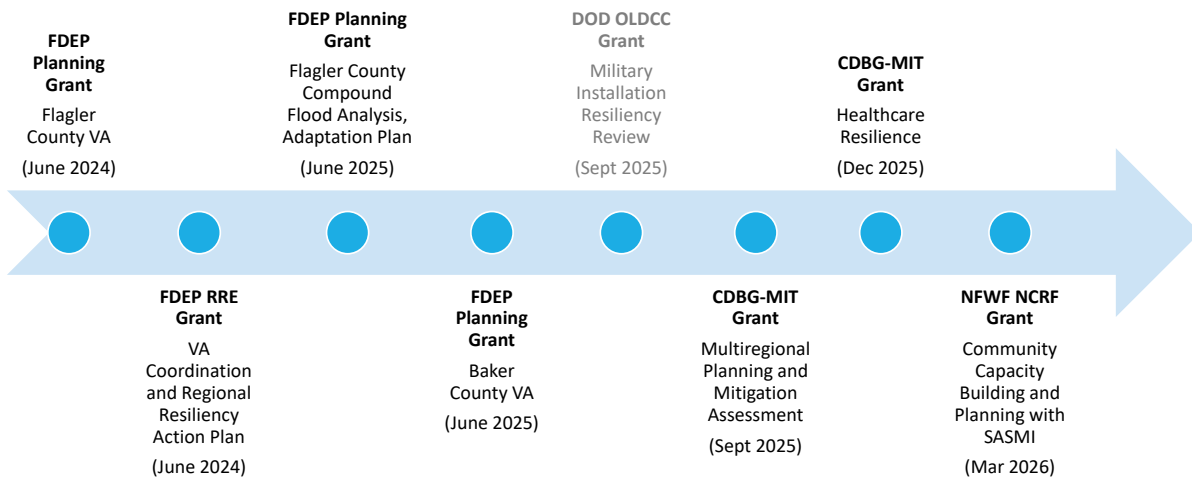 FDEP
Planning
Grant
Flagler
County VA
(June 2024)
FDEP RRE
Grant
VA
Coordination
and Regional
Resiliency
Action Plan
(June 2024)
FDEP Planning
Grant
Flagler County
Compound
Flood Analysis,
Adaptation Plan
(June 2025)
FDEP
Planning
Grant
Baker
County VA
(June 2025)
DOD OLDCC
Grant
Military
Installation
Resiliency
Review
(Sept 2025)
CDBG-MIT
Grant
Multiregional
Planning and
Mitigation
Assessment
(Sept 2025)
CDBG-MIT
Grant
Healthcare
Resilience
(Dec 2025)
NFWF NCRF
Grant
Community
Capacity
Building and
Planning with
SASMI
(Mar 2026)